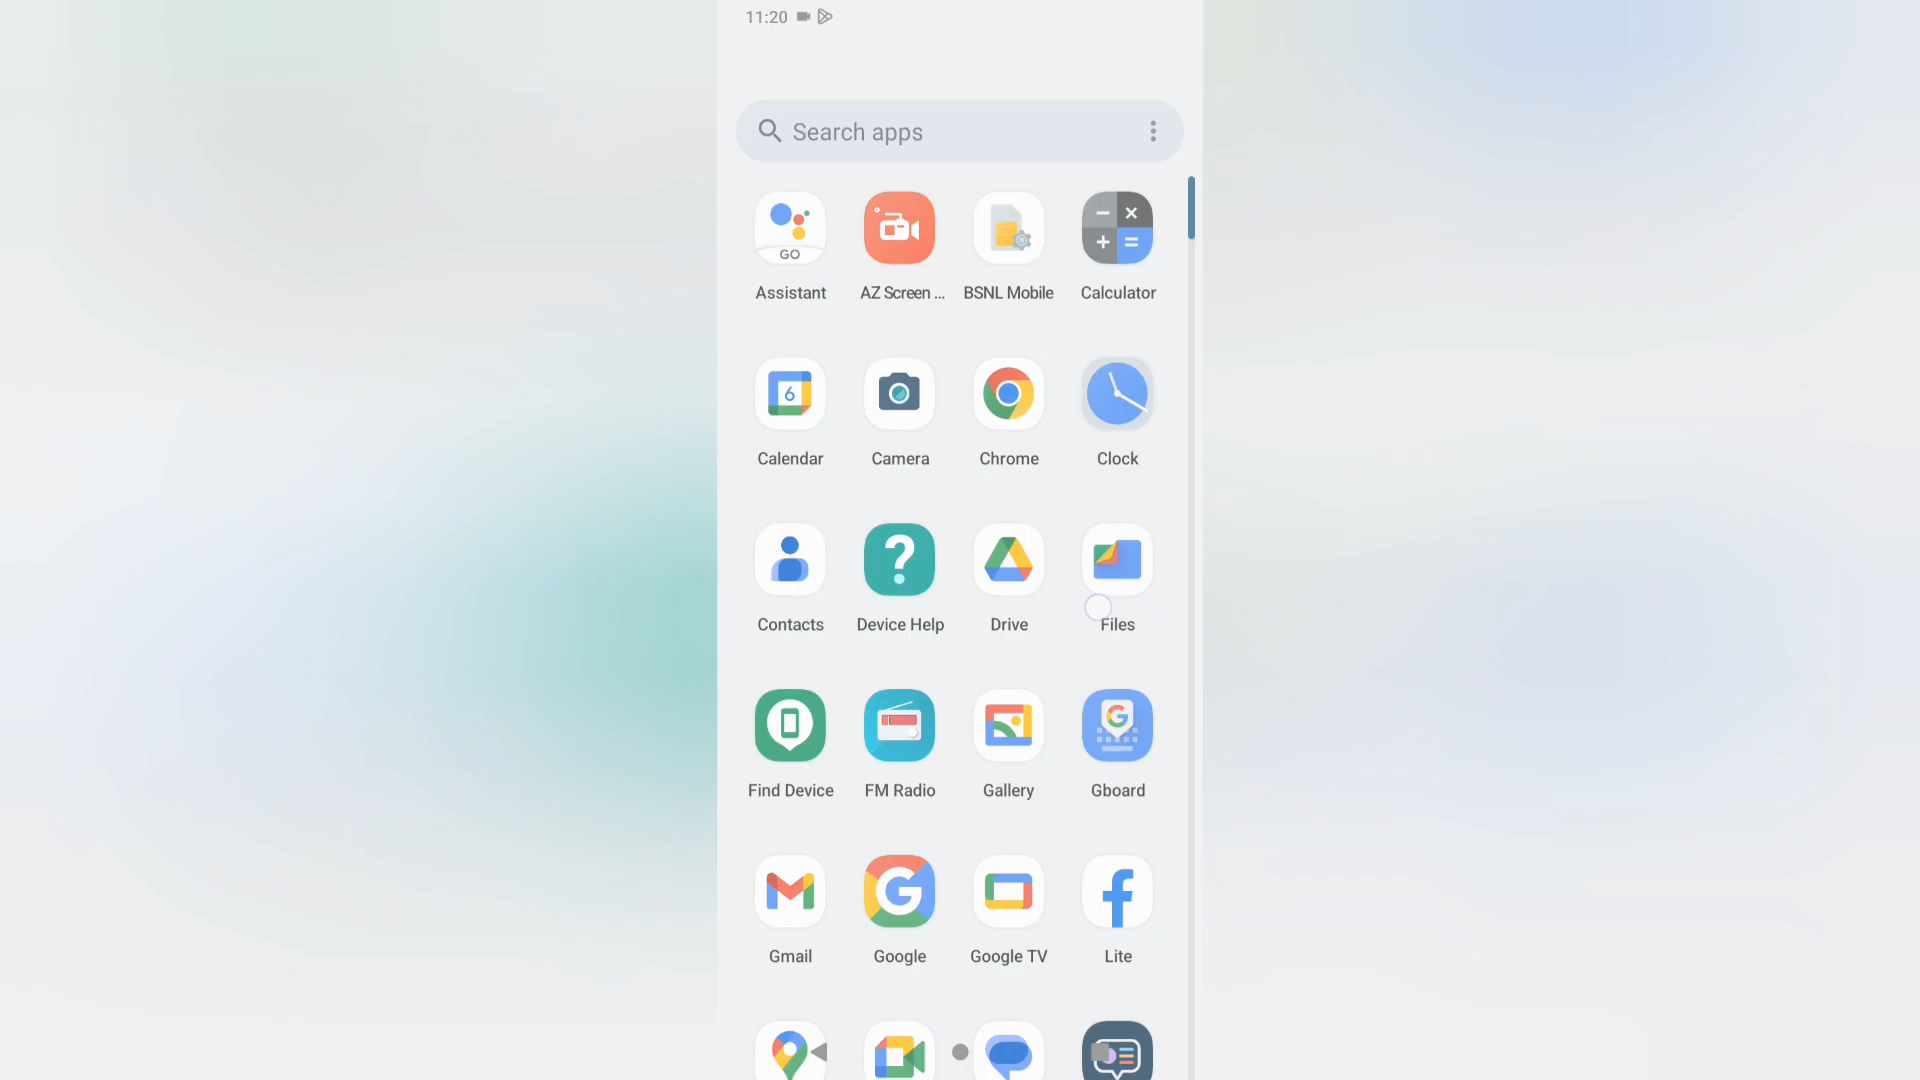 11:20
Search apps
GO
Assistant
AZ Screen ...
BSNL Mobile
Calculator
6
Calendar
Camera
Chrome
Clock
Contacts
Device Help
Drive
Files
Find Device
FM Radio
Gallery
Gboard
Gmail
Google
Google TV
Lite